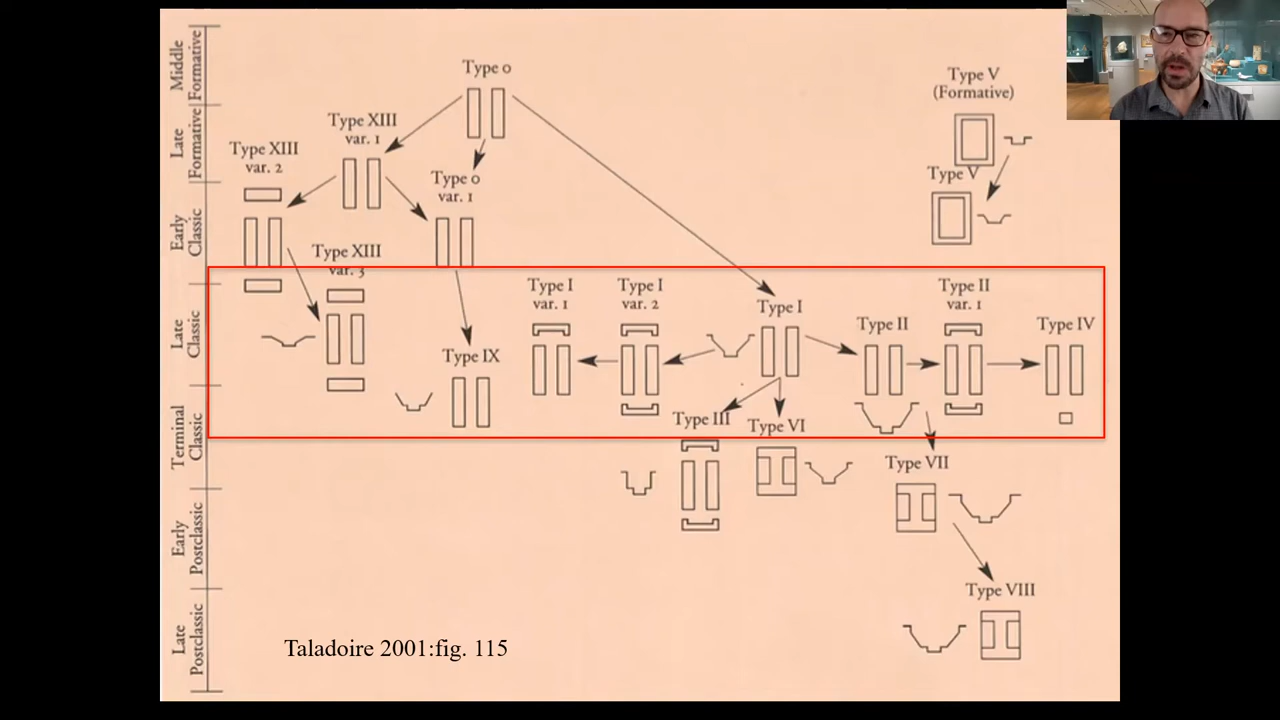 Middle
Formative
Late
Formative
Early
Classic
Late
Classic
Terminal
Classic
Early
Postclassic
Late
Postclassic
Type 0
Type V
(Formative)
Type XIII
var. 1
Type XIII
var. 2
Type 0
var. 1
Type V
Type XIII
var. 3
Type I
var. 1
Type I
var. 2
Type I
Type II
Type II
var. 1
Type IV
Type IX
Type III
Type VI
Type VII
Type VIII
Taladoire 2001:fig. 115